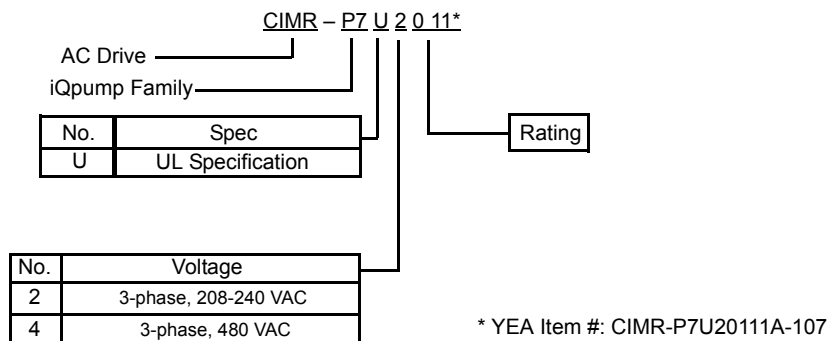 CIMR – P7 U 2 0 11*
AC Drive
iQpump Family
No. Spec
U UL Specification
Rating
No. Voltage
2 3-phase, 208-240 VAC
4 3-phase, 480 VAC
* YEA Item #: CIMR-P7U20111A-107